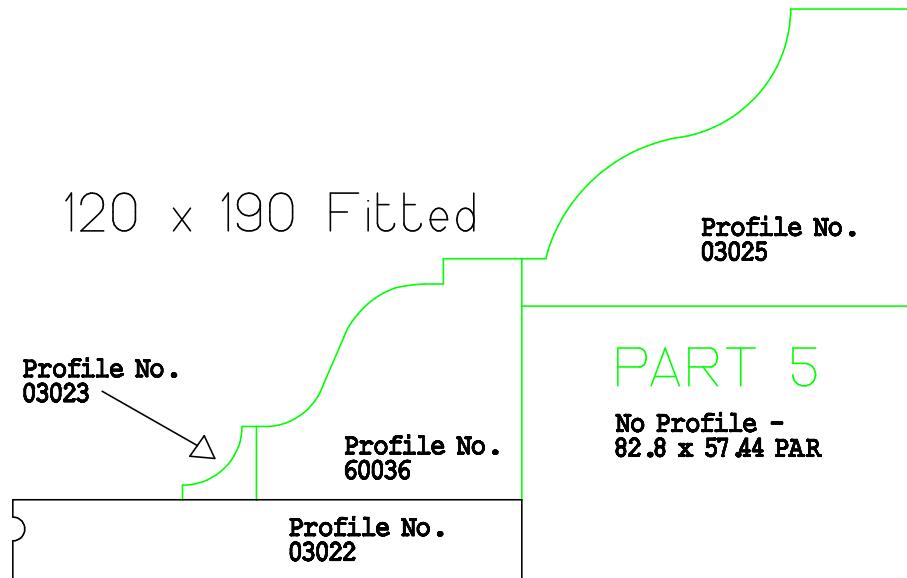 120 x 190 Fitted
Profile No.
03025
Profile No.
03023
PART 5
No Profile -
82.8 x 57.44 PAR
Profile No.
60036
Profile No.
03022